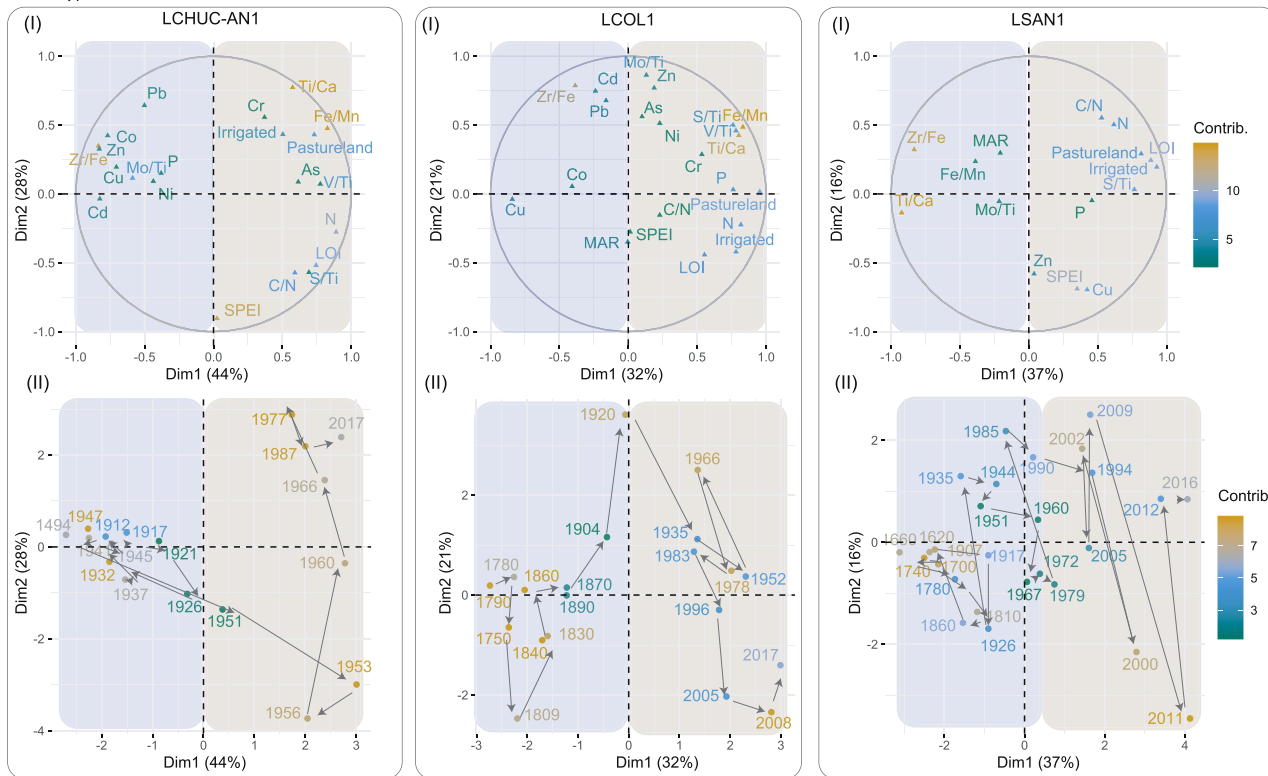 LCHUC-AN1
(I)
Ti/Ca
Pb
Cr
Fe/Mn
Co
Irrigated
Zn
Pastureland
Zr/Fe
Mo/Ti
P
As
Cu
Ni
V/Ti
Cd
N
LOI
C/N
S/Ti
SPEI
1.0
0.5
0.0
-0.5
-1.0
Dim2 (28%)
-1.0
-0.5
0.0
0.5
1.0
Dim1 (44%)
LCOL1
(I)
Mo/Ti
Cd
Zn
Zr/Fe
Pb
As
S/Ti
Fe/Mn
Ni
V/Ti
Ti/Ca
Cr
Co
P
Cu
Pastureland
C/N
N
MAR
SPEI
Irrigated
LOI
1.0
0.5
0.0
-0.5
-1.0
Dim2 (21%)
-1.0
-0.5
0.0
0.5
1.0
Dim1 (32%)
LSAN1
(I)
C/N
N
Zr/Fe
MAR
Pastureland
LOI
Fe/Mn
Irrigated
S/Ti
Ti/Ca
Mo/Ti
P
Zn
SPEI
Cu
1.0
0.5
0.0
-0.5
-1.0
Dim2 (16%)
-1.0
-0.5
0.0
0.5
1.0
Dim1 (37%)
Contrib.
10
5
(II)
1977
2017
1987
1966
1947
1494
1912
1917
1921
1945
1932
1960
1937
1926
1951
1953
1956
2
0
-2
-4
Dim2 (28%)
-2
-1
0
1
2
3
Dim1 (44%)
(II)
1920
1966
1904
1935
1983
1780
1860
1870
1952
1790
1978
1890
1996
1750
1830
1840
2017
1809
2005
2008
2
0
-2
Dim2 (21%)
-3
-2
-1
0
1
2
3
Dim1 (32%)
(II)
2009
1985
2002
1990
1935
1944
1994
2016
2012
1951
1960
1660
1620
1907
1917
2005
1740
1700
1972
1780
1967
1979
1860
1810
1926
2000
2011
2
0
-2
Dim2 (16%)
-2
0
2
4
Dim1 (37%)
Contrib
7
5
3